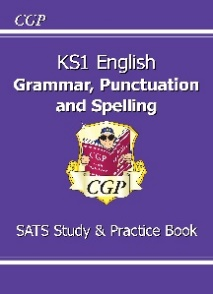 CGP
KS1 English
Grammar, Punctuation
and Spelling
CGP
SATS Study & Practice Book